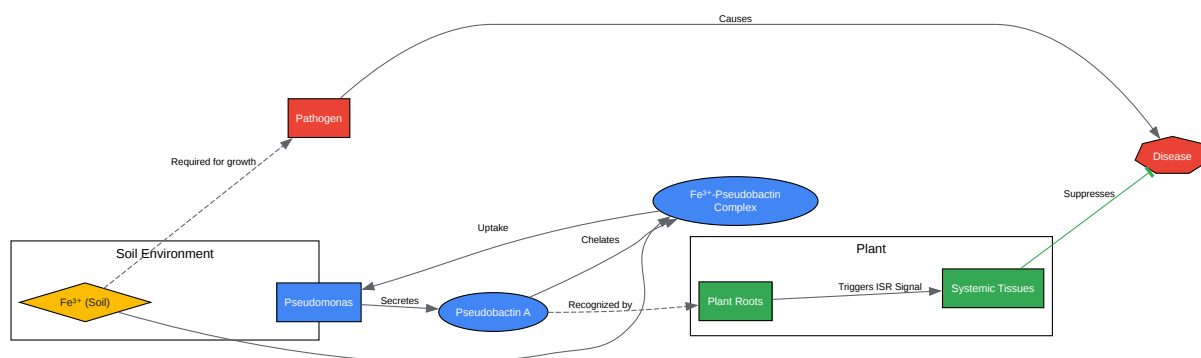 Causes
Pathogen
Required for growth
Disease
Fe³⁺-Pseudobactin
Complex
Suppresses
Uptake
Chelates
Soil Environment
Plant
Fe³⁺ (Soil)
Pseudomonas
Secretes
Pseudobactin A
Recognized by
Plant Roots
Triggers ISR Signal
Systemic Tissues